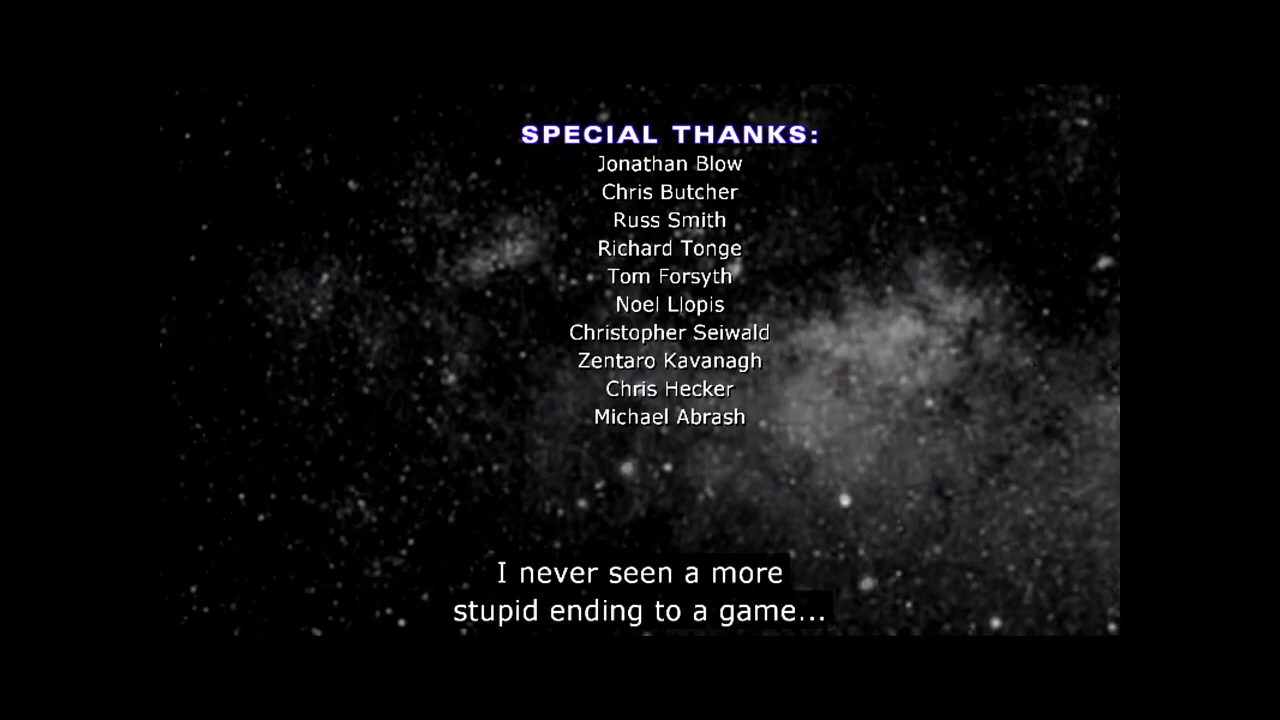 SPECIAL THANKS:
Jonathan Blow
Chris Butcher
Russ Smith
Richard Tonge
Tom Forsyth
Noel Llopis
Christopher Seiwald
Zentaro Kavanagh
Chris Hecker
Michael Abrash
I never seen a more
stupid ending to a game...